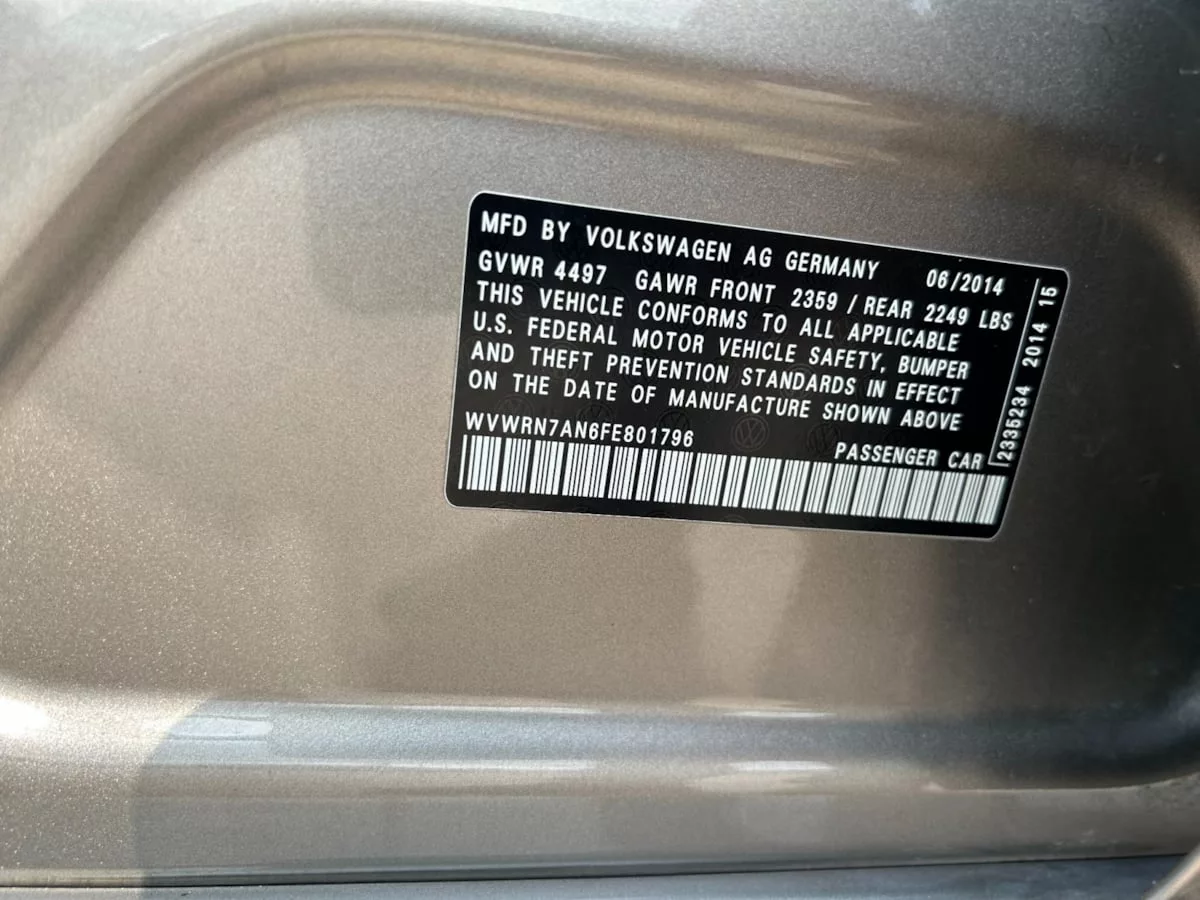 MFD BY VOLKSWAGEN AG GERMANY 06/2014
GVWR 4497 GAWR FRONT 2359 / REAR 2249 LBS
THIS VEHICLE CONFORMS TO ALL APPLICABLE
U.S. FEDERAL MOTOR VEHICLE SAFETY, BUMPER
AND THEFT PREVENTION STANDARDS IN EFFECT
ON THE DATE OF MANUFACTURE SHOWN ABOVE
WVWRN7AN6FE801796
PASSENGER CAR
2335234 2014 15